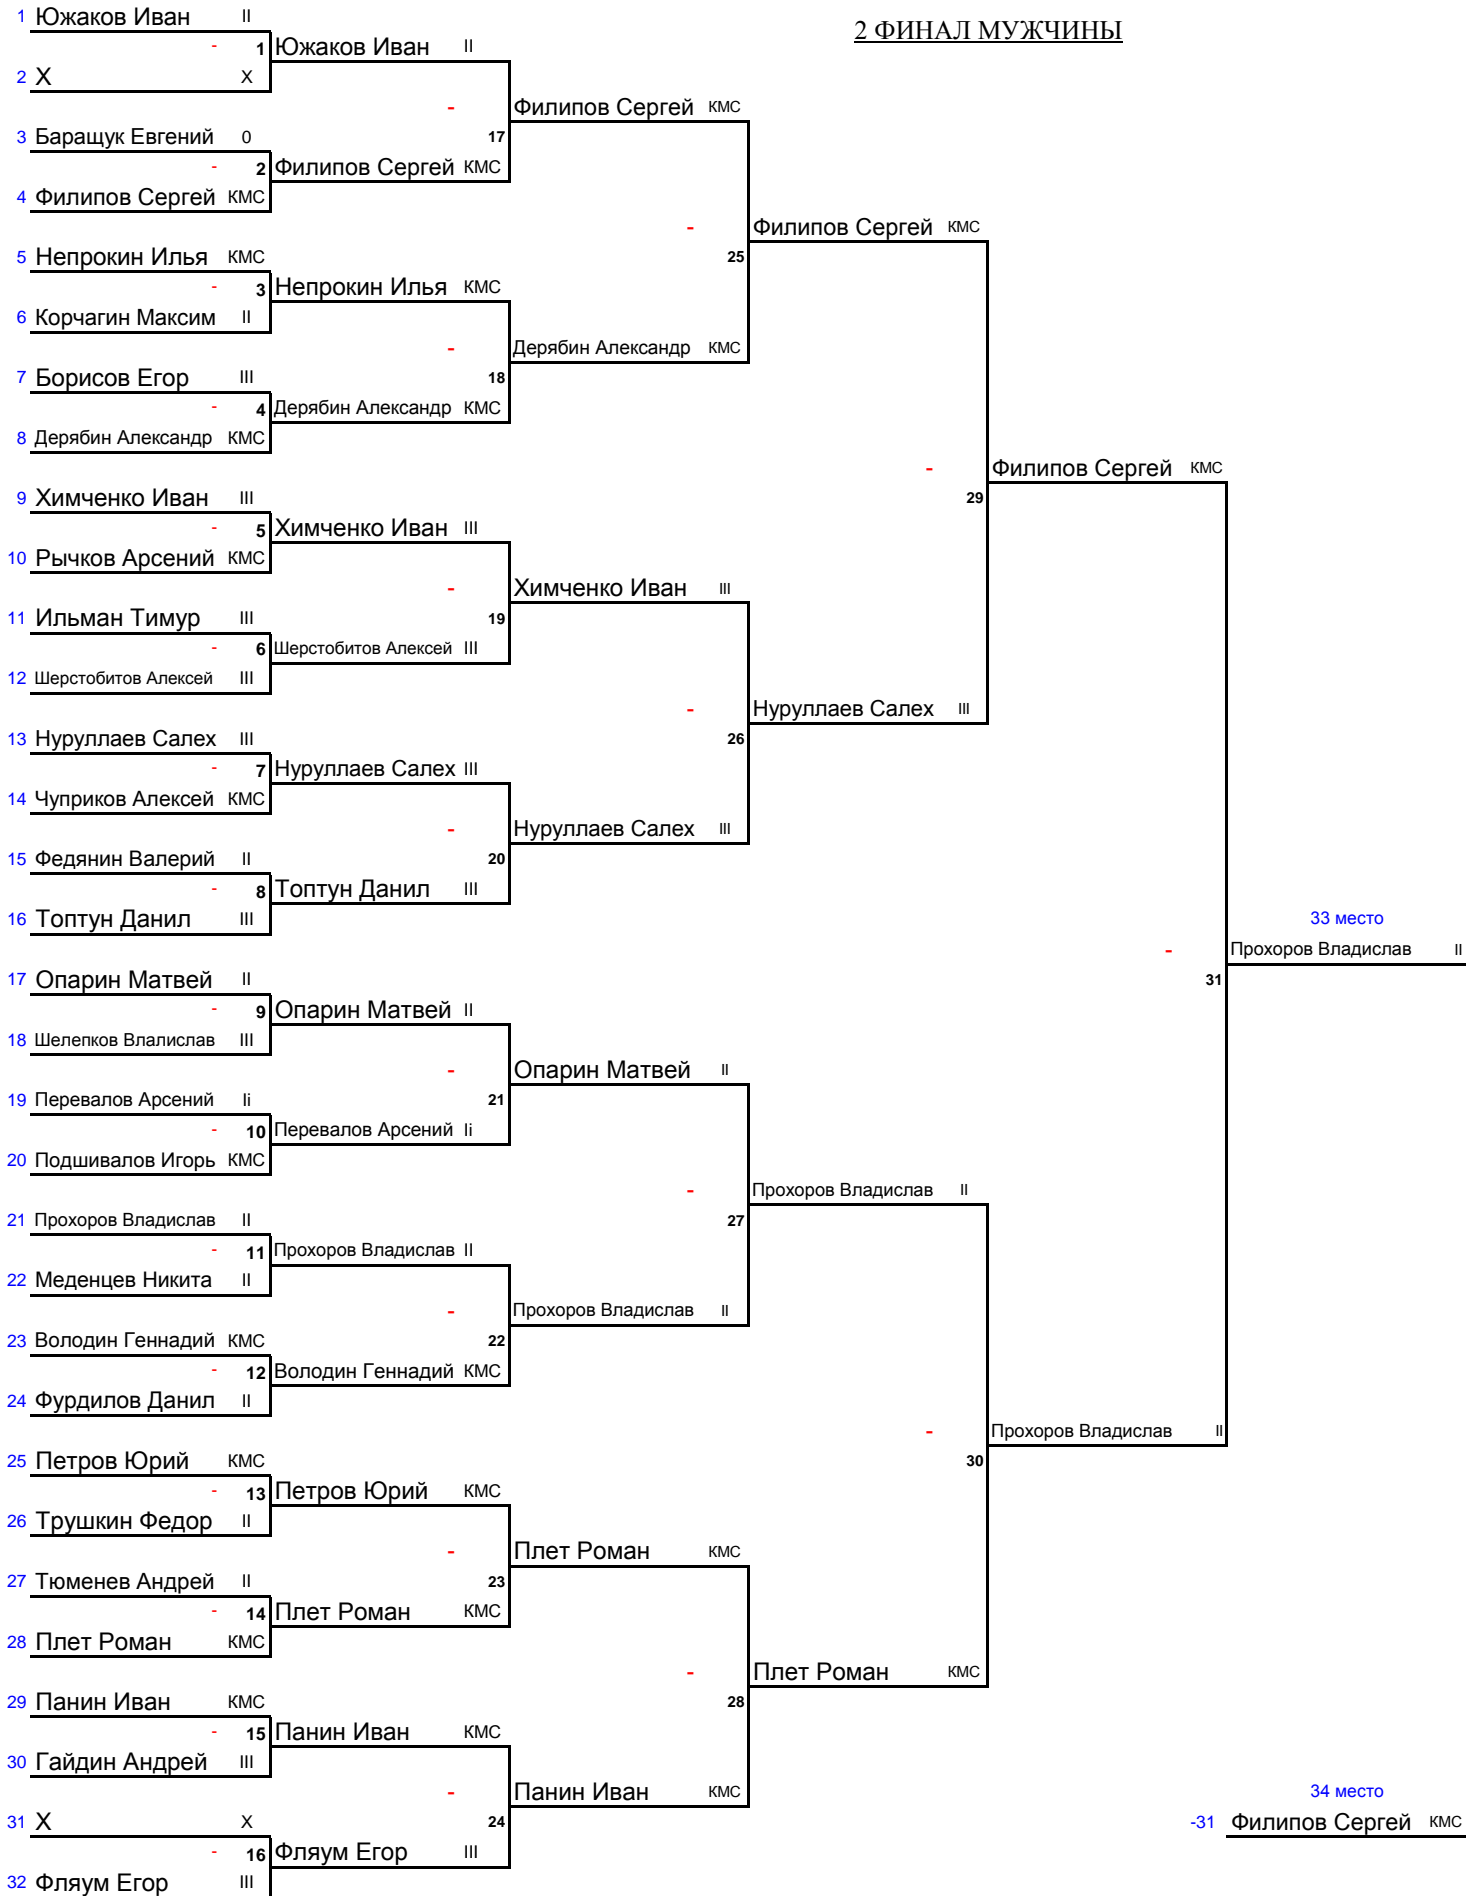 1 Южаков Иван II
2 ФИНАЛ МУЖЧИНЫ
- 1 Южаков Иван II
2 X X
- Филипов Сергей КМС
3 Баращук Евгений 0
17
- 2 Филипов Сергей КМС
4 Филипов Сергей КМС
- Филипов Сергей КМС
5 Непрокин Илья КМС
25
- 3 Непрокин Илья КМС
6 Корчагин Максим II
- Дерябин Александр КМС
7 Борисов Егор III
18
- 4 Дерябин Александр КМС
8 Дерябин Александр КМС
- Филипов Сергей КМС
9 Химченко Иван III
29
- 5 Химченко Иван III
10 Рычков Арсений КМС
- Химченко Иван III
11 Ильман Тимур III
19
- 6 Шерстобитов Алексей III
12 Шерстобитов Алексей III
- Нуруллаев Салех III
13 Нуруллаев Салех III
26
- 7 Нуруллаев Салех III
14 Чуприков Алексей КМС
- Нуруллаев Салех III
15 Федянин Валерий II
20
- 8 Топтун Данил III
16 Топтун Данил III
33 место
- Прохоров Владислав II
17 Опарин Матвей II
31
- 9 Опарин Матвей II
18 Шелепков Влалислав III
- Опарин Матвей II
19 Перевалов Арсений Ii
21
- 10 Перевалов Арсений Ii
20 Подшивалов Игорь КМС
- Прохоров Владислав II
21 Прохоров Владислав II
27
- 11 Прохоров Владислав II
22 Меденцев Никита II
- Прохоров Владислав II
23 Володин Геннадий КМС
22
- 12 Володин Геннадий КМС
24 Фурдилов Данил II
- Прохоров Владислав II
25 Петров Юрий КМС
30
- 13 Петров Юрий КМС
26 Трушкин Федор II
- Плет Роман КМС
27 Тюменев Андрей II
23
- 14 Плет Роман КМС
28 Плет Роман КМС
- Плет Роман КМС
29 Панин Иван КМС
28
- 15 Панин Иван КМС
30 Гайдин Андрей III
- Панин Иван КМС
34 место
31 X X
24
-31 Филипов Сергей КМС
- 16 Фляум Егор III
32 Фляум Егор III